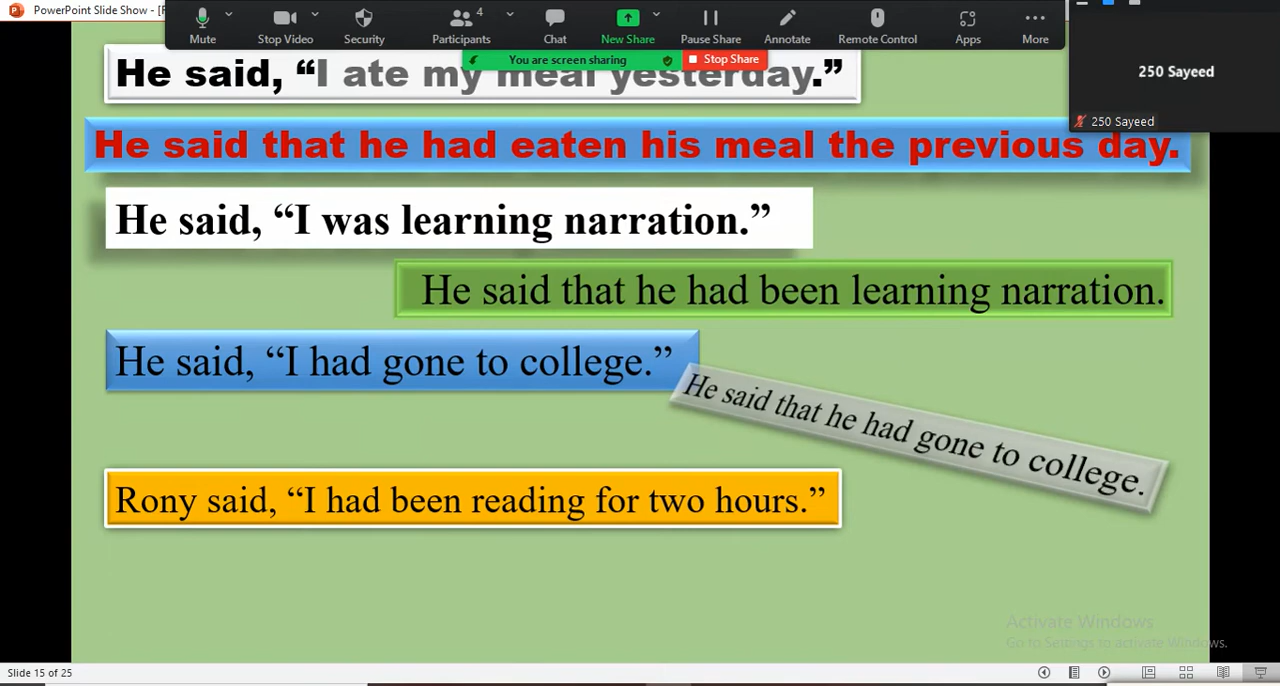 PowerPoint Slide Show - [
Mute
Stop Video
Security
4
Participants
Chat
New Share
Pause Share
Annotate
Remote Control
Apps
More
You are screen sharing
Stop Share
250 Sayeed
250 Sayeed
He said, “I ate my meal yesterday.”
He said that he had eaten his meal the previous day.
He said, “I was learning narration.”
He said that he had been learning narration.
He said, “I had gone to college.”
He said that he had gone to college.
Rony said, “I had been reading for two hours.”
Activate Windows
Go to Settings to activate Windows.
Slide 15 of 25